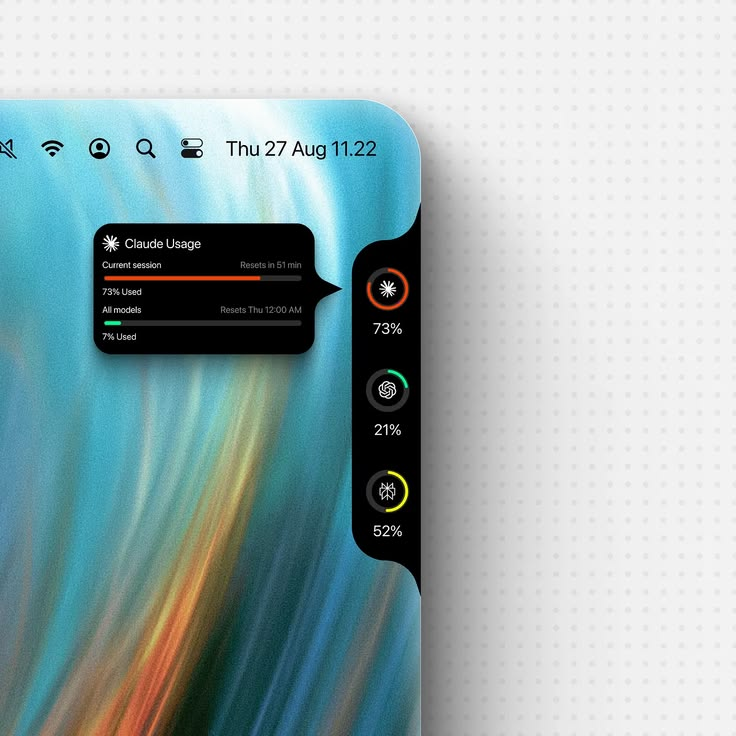 Thu 27 Aug 11.22
Claude Usage
Current session Resets in 51 min
73% Used
All models Resets Thu 12:00 AM
7% Used
73%
21%
52%